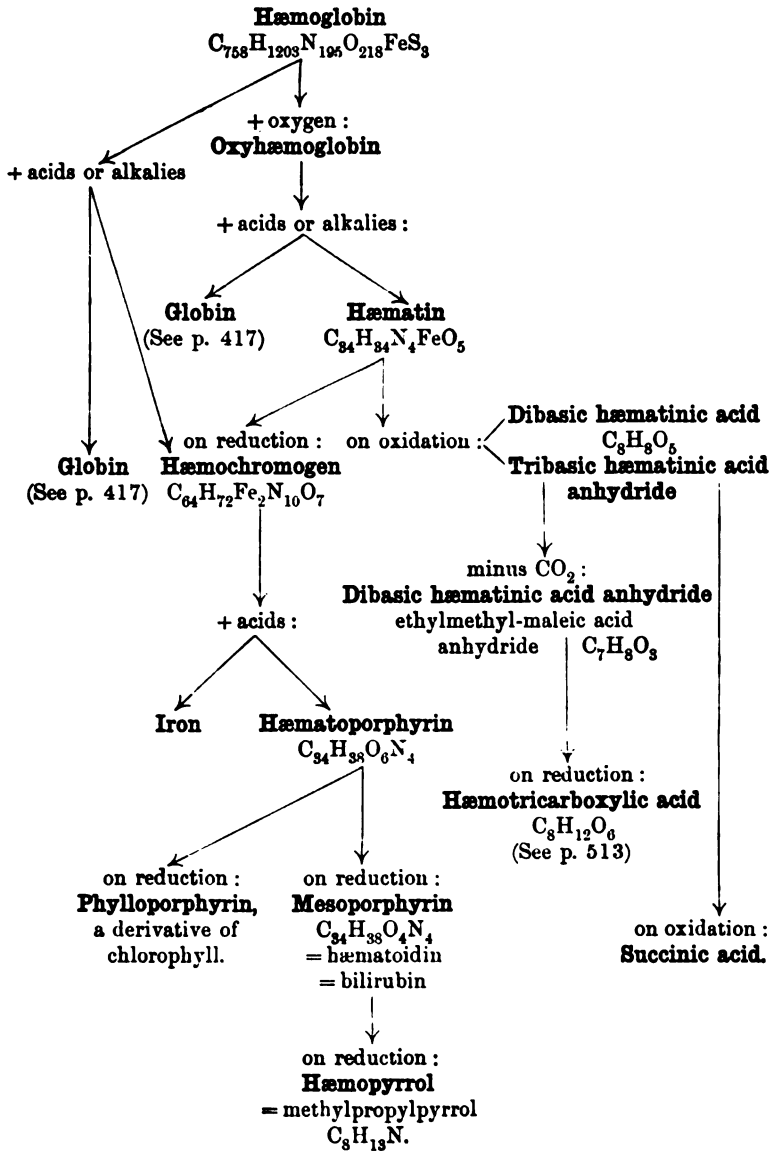 Hæmoglobin
C₇₅₈H₁₂₀₃N₁₉₅O₂₁₈FeS₃
+ oxygen :
Oxyhæmoglobin
+ acids or alkalies
+ acids or alkalies :
Globin
(See p. 417)
Hæmatin
C₃₄H₃₄N₄FeO₅
on reduction :
Hæmochromogen
C₆₄H₇₂Fe₂N₁₀O₇
on oxidation :
Dibasic hæmatinic acid
C₈H₈O₅
Tribasic hæmatinic acid
anhydride
Globin
(See p. 417)
minus CO₂ :
Dibasic hæmatinic acid anhydride
ethylmethyl-maleic acid
anhydride C₇H₈O₃
+ acids :
Iron
Hæmatoporphyrin
C₃₄H₃₈O₆N₄
on reduction :
Hæmotricarboxylic acid
C₈H₁₂O₆
(See p. 513)
on reduction :
Phylloporphyrin,
a derivative of
chlorophyll.
on reduction :
Mesoporphyrin
C₃₄H₃₈O₄N₄
= hæmatoidin
= bilirubin
on oxidation :
Succinic acid.
on reduction :
Hæmopyrrol
= methylpropylpyrrol
C₈H₁₃N.